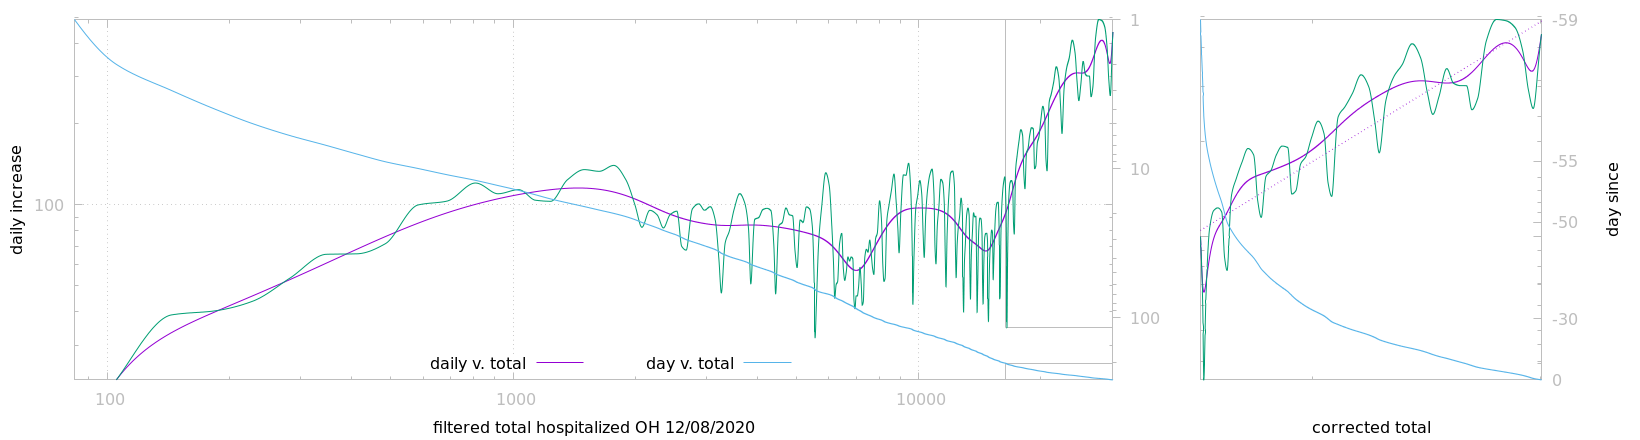 daily increase
100
daily v. total
day v. total
100
1000
10000
filtered total hospitalized OH 12/08/2020
1
10
100
-59
-55
-50
-30
0
day since
corrected total